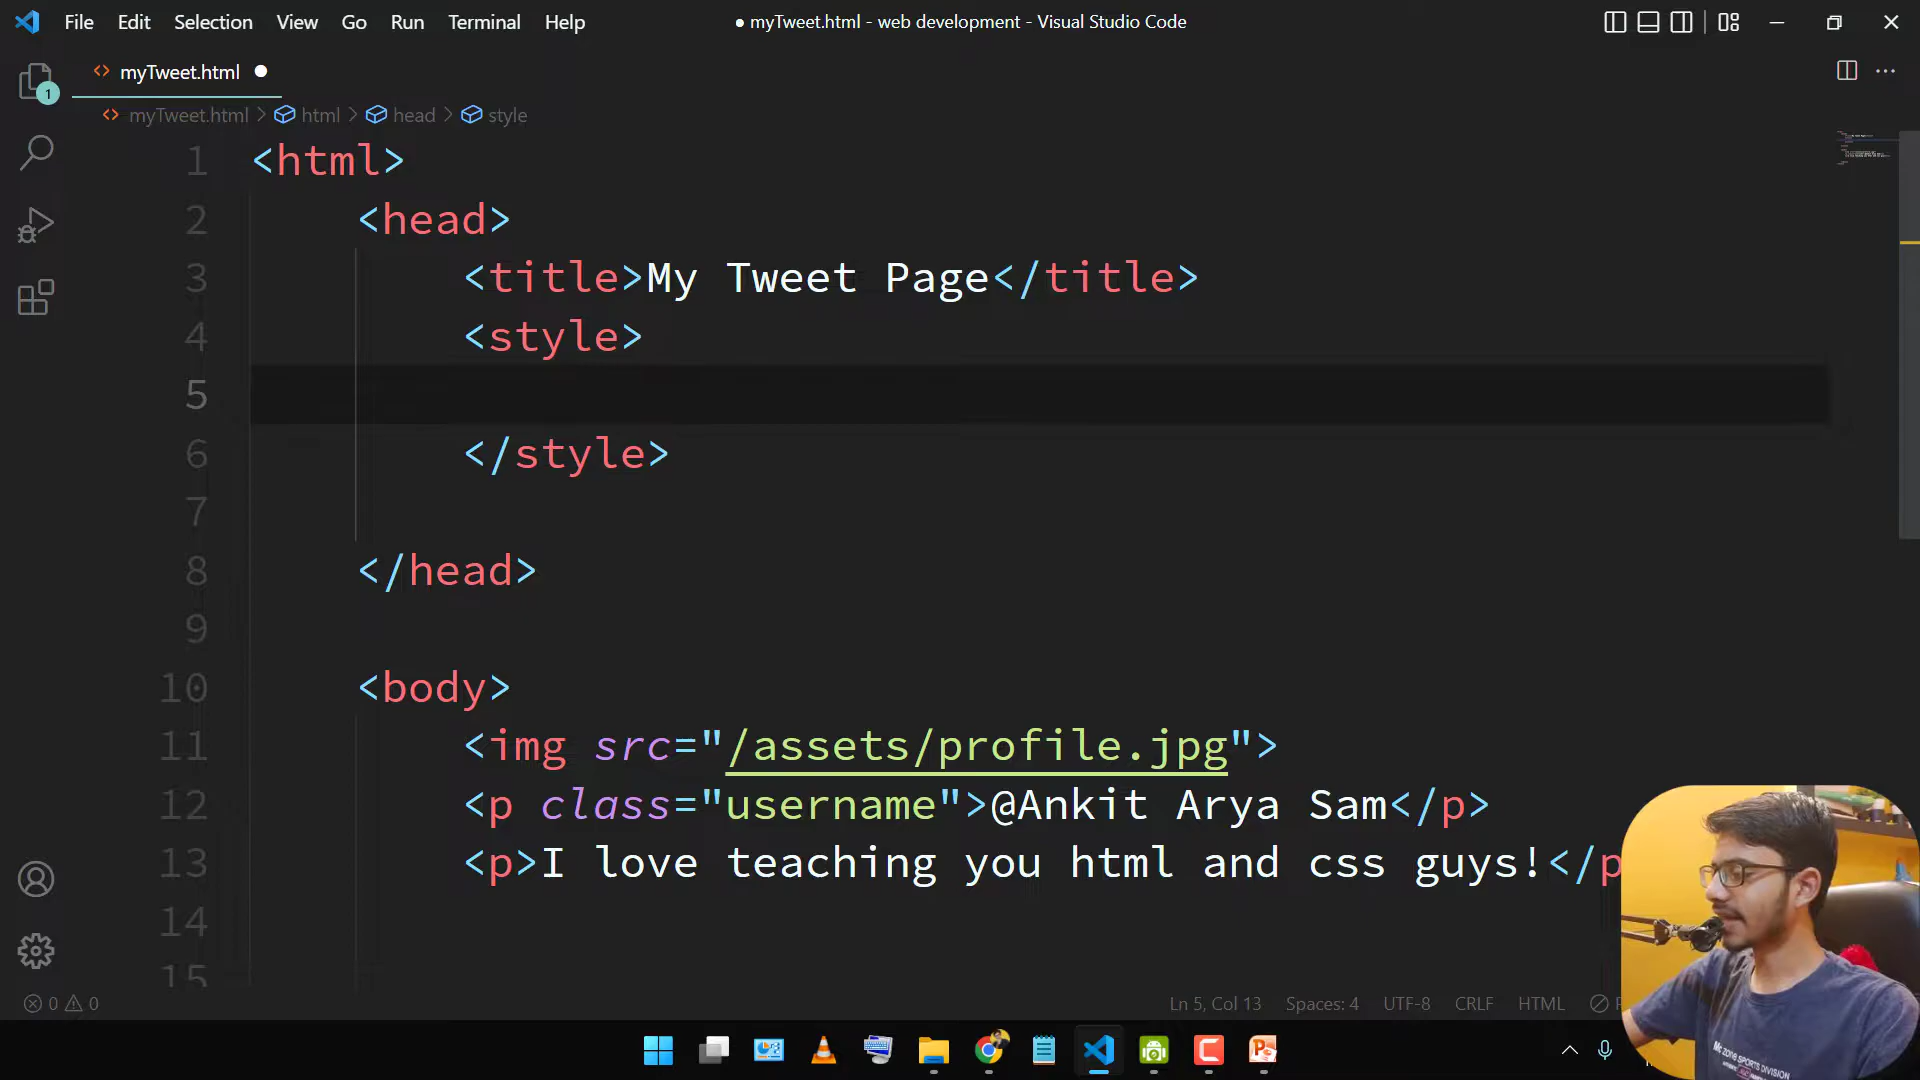 File Edit Selection View Go Run Terminal Help
● myTweet.html - web development - Visual Studio Code
myTweet.html
1
myTweet.html > html > head > style
1 <html>
2 <head>
3 <title>My Tweet Page</title>
4 <style>
5
6 </style>
7
8 </head>
9
10 <body>
11 <img src="/assets/profile.jpg">
12 <p class="username">@Ankit Arya Sam</p>
13 <p>I love teaching you html and css guys!</p
14
15
0 0
Ln 5, Col 13 Spaces: 4 UTF-8 CRLF HTML
SPORTS DIVISION